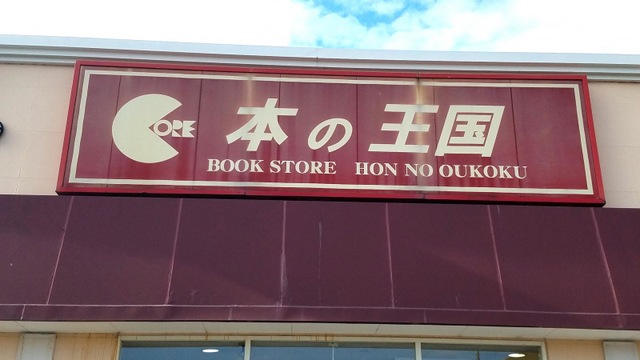 CORE
本の王国
BOOK STORE HON NO OUKOKU